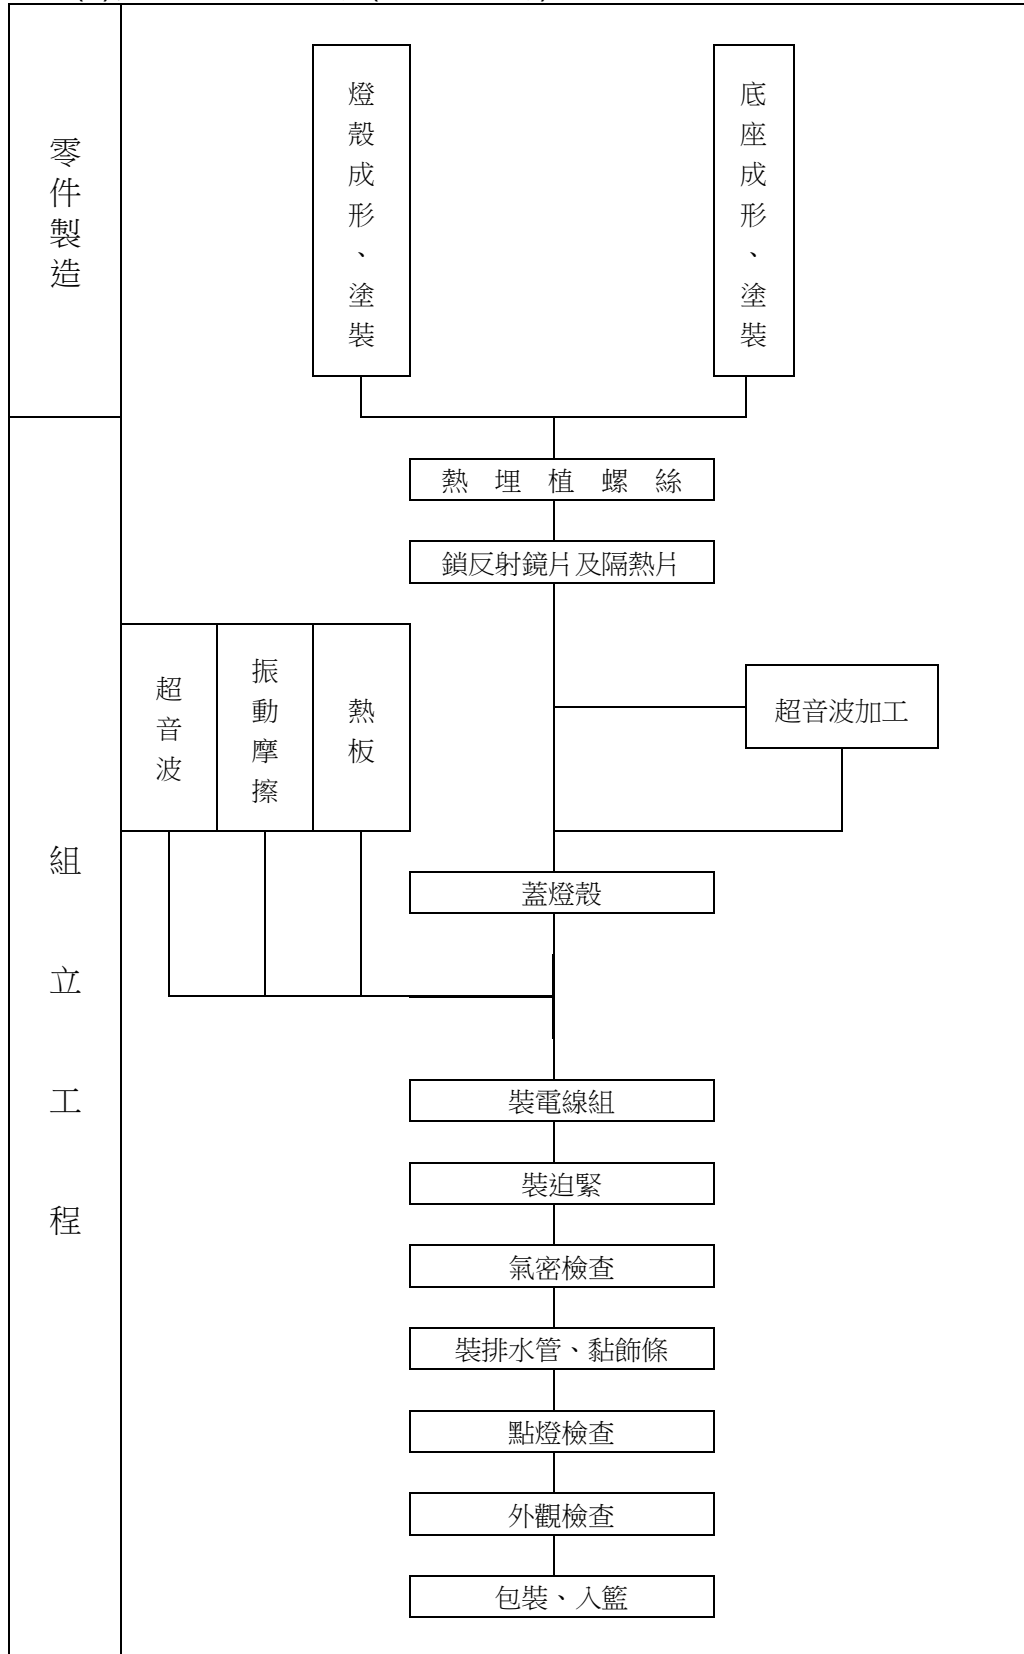 零件製造
燈殼成形、塗裝
底座成形、塗裝
熱埋植螺絲
鎖反射鏡片及隔熱片
超音波
振動摩擦
熱板
超音波加工
蓋燈殼
組立工程
裝電線組
裝迫緊
氣密檢查
裝排水管、黏飾條
點燈檢查
外觀檢查
包裝、入籃